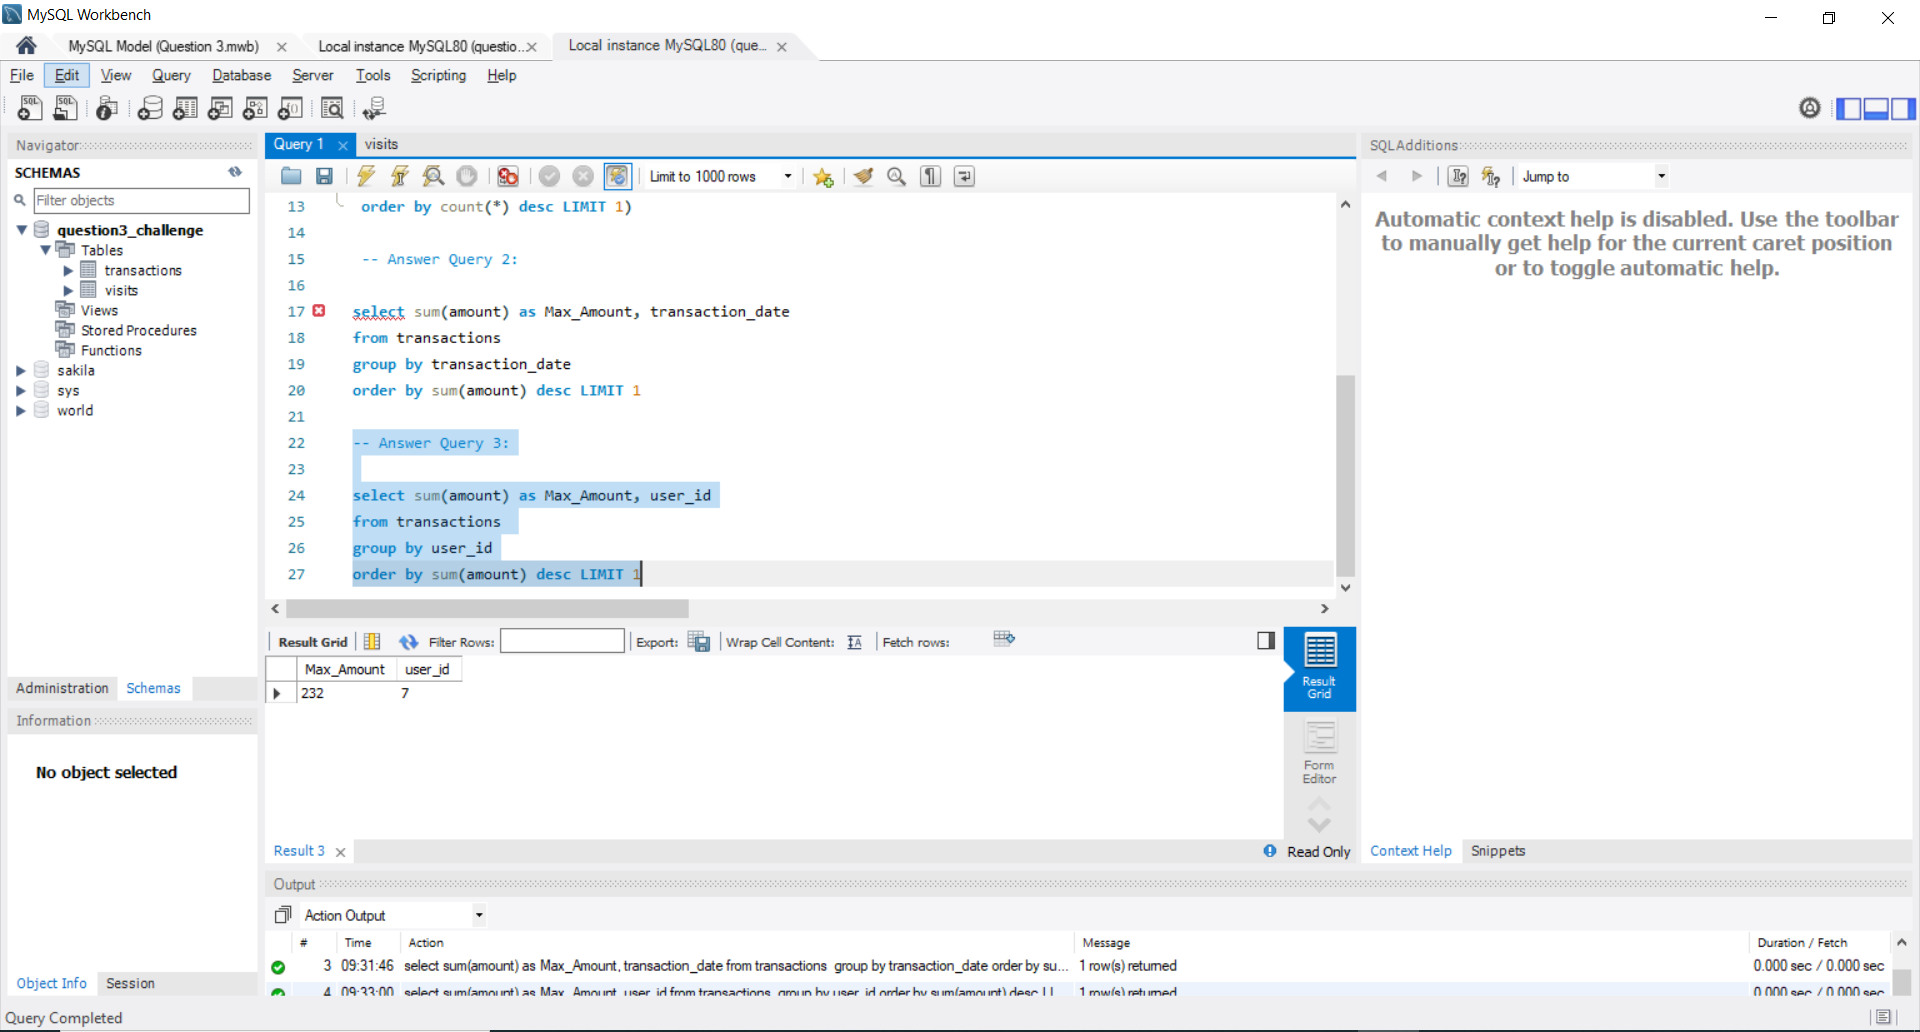 MySQL Workbench
MySQL Model (Question 3.mwb)
Local instance MySQL80 (questio...
Local instance MySQL80 (que...
File Edit View Query Database Server Tools Scripting Help
Navigator
SCHEMAS
Filter objects
question3_challenge
Tables
transactions
visits
Views
Stored Procedures
Functions
sakila
sys
world
Administration Schemas
Information
No object selected
Object Info Session
Query 1 visits
Limit to 1000 rows
13 order by count(*) desc LIMIT 1)
14
15 -- Answer Query 2:
16
17 select sum(amount) as Max_Amount, transaction_date
18 from transactions
19 group by transaction_date
20 order by sum(amount) desc LIMIT 1
21
22 -- Answer Query 3:
23
24 select sum(amount) as Max_Amount, user_id
25 from transactions
26 group by user_id
27 order by sum(amount) desc LIMIT 1
Result Grid Filter Rows: Export: Wrap Cell Content: Fetch rows:
Max_Amount user_id
232 7
Result Grid
Form Editor
Result 3
Read Only
SQLAdditions
Jump to
Automatic context help is disabled. Use the toolbar
to manually get help for the current caret position
or to toggle automatic help.
Context Help Snippets
Output
Action Output
# Time Action Message Duration / Fetch
3 09:31:46 select sum(amount) as Max_Amount, transaction_date from transactions group by transaction_date order by su... 1 row(s) returned 0.000 sec / 0.000 sec
4 09:33:00 select sum(amount) as Max_Amount, user_id from transactions group by user_id order by sum(amount) desc LI... 1 row(s) returned 0.000 sec / 0.000 sec
Query Completed